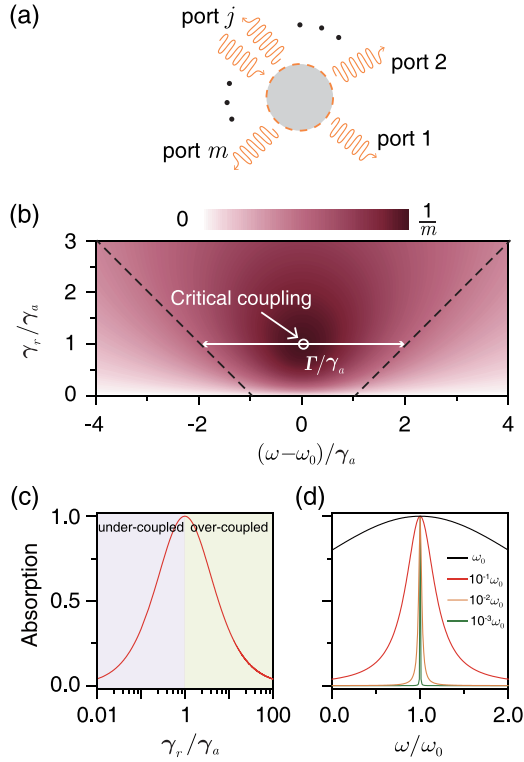 (a)
port j
port 2
port m
port 1
(b)
0
1/m
3
2
1
0
γr/γa
Critical coupling
Γ/γa
-4
-2
0
2
4
(ω−ω0)/γa
(c)
(d)
under-coupled
over-coupled
1.0
0.5
0.0
Absorption
0.01
1
100
γr/γa
ω0
10-1ω0
10-2ω0
10-3ω0
0.0
1.0
2.0
ω/ω0